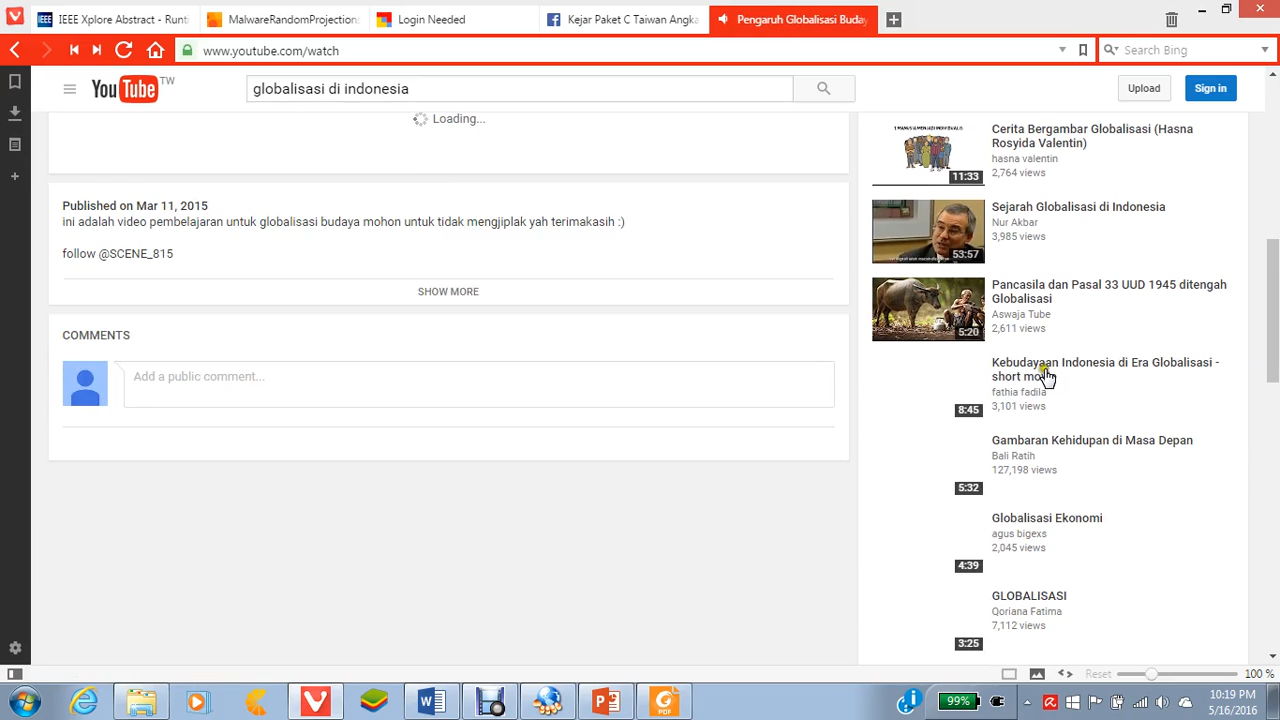 IEEE Xplore Abstract - Runti
MalwareRandomProjection
Login Needed
Kejar Paket C Taiwan Angka
Pengaruh Globalisasi Buday
www.youtube.com/watch
Search Bing
YouTube TW
globalisasi di indonesia
Upload
Sign in
Loading...
Published on Mar 11, 2015
ini adalah video pembelajaran untuk globalisasi budaya mohon untuk tidak mengjiplak yah terimakasih :)
follow @SCENE_815
SHOW MORE
COMMENTS
Add a public comment...
11:33
Cerita Bergambar Globalisasi (Hasna
Rosyida Valentin)
hasna valentin
2,764 views
53:57
Sejarah Globalisasi di Indonesia
Nur Akbar
3,985 views
5:20
Pancasila dan Pasal 33 UUD 1945 ditengah
Globalisasi
Aswaja Tube
2,611 views
8:45
Kebudayaan Indonesia di Era Globalisasi -
short
fathia fadila
3,101 views
5:32
Gambaran Kehidupan di Masa Depan
Bali Ratih
127,198 views
4:39
Globalisasi Ekonomi
agus bigexs
2,045 views
3:25
GLOBALISASI
Qoriana Fatima
7,112 views
Reset
100 %
99%
10:19 PM
5/16/2016